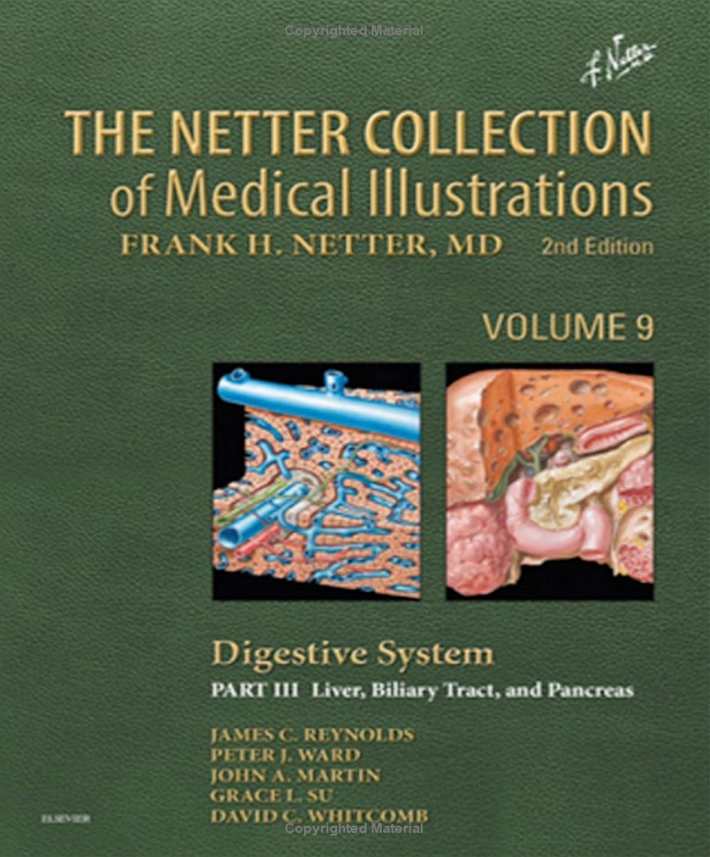 Copyrighted Material
F. Netter M.D.
THE NETTER COLLECTION
of Medical Illustrations
FRANK H. NETTER, MD 2nd Edition
VOLUME 9
Digestive System
PART III Liver, Biliary Tract, and Pancreas
JAMES C. REYNOLDS
PETER J. WARD
JOHN A. MARTIN
GRACE L. SU
DAVID C. WHITCOMB
ELSEVIER
Copyrighted Material